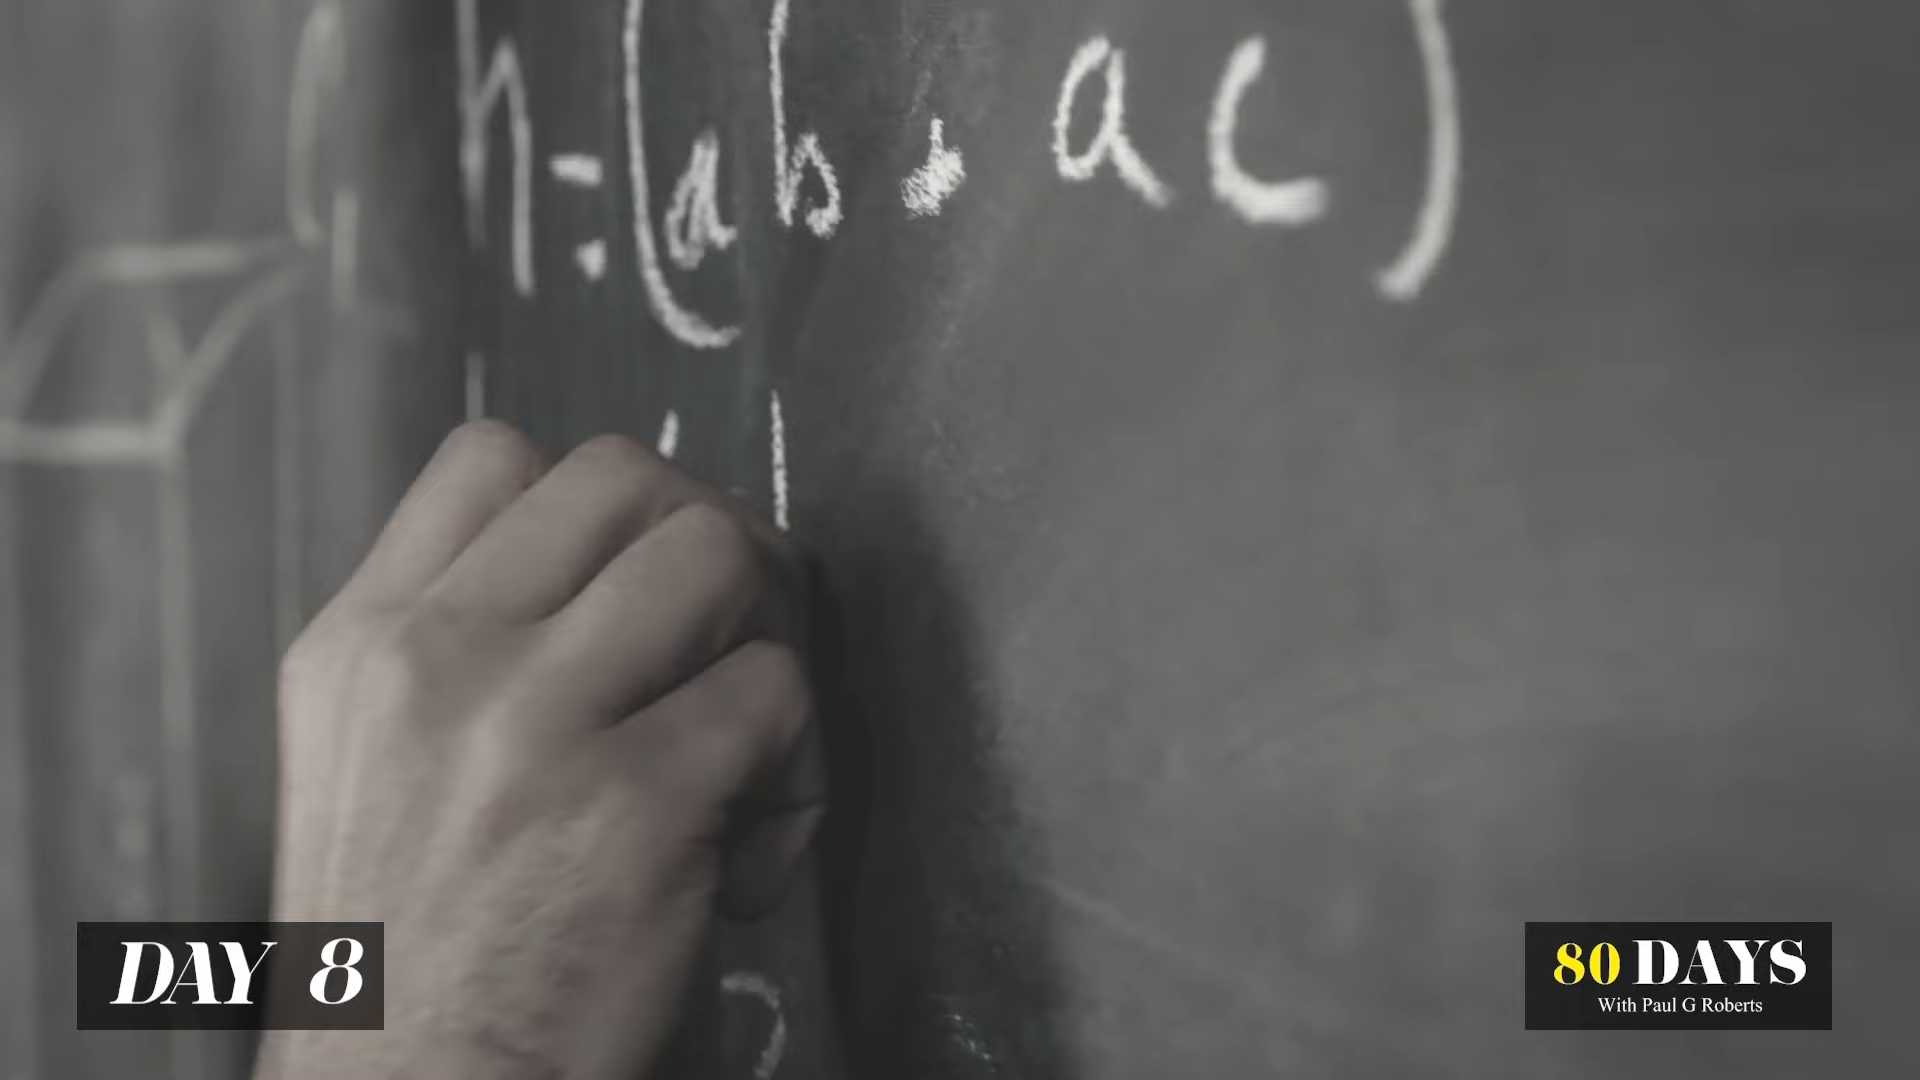 h=(ab, ac)
DAY 8
80 DAYS
With Paul G Roberts